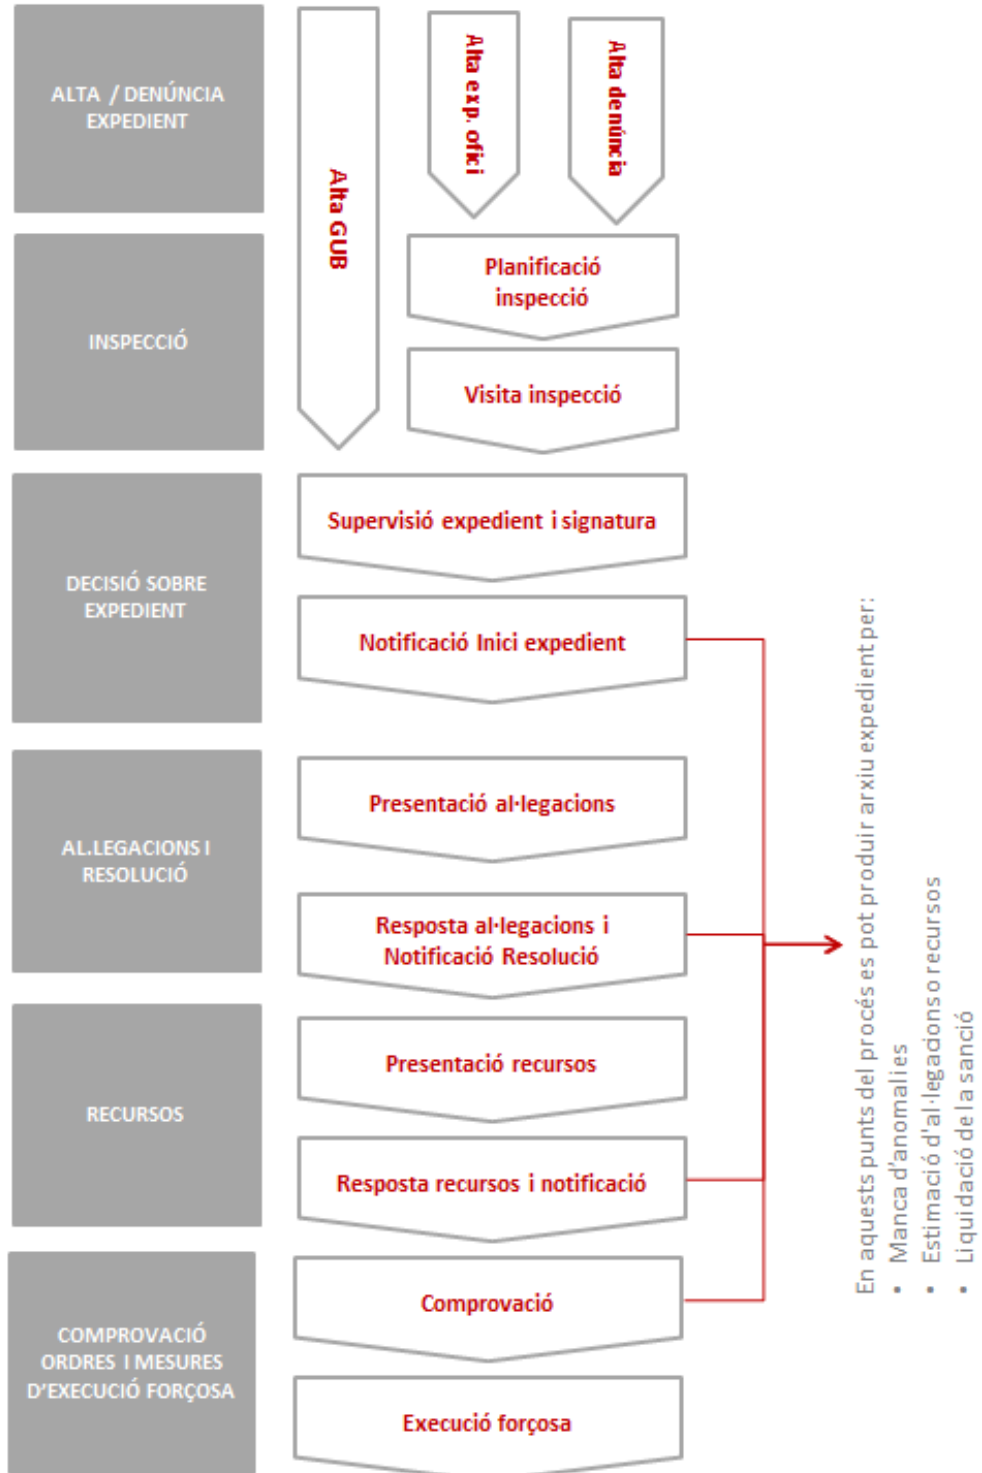 ALTA / DENÚNCIA
EXPEDIENT
Alta GUB
Alta exp. ofici
Alta denúncia
INSPECCIÓ
Planificació
inspecció
Visita inspecció
DECISIÓ SOBRE
EXPEDIENT
Supervisió expedient i signatura
Notificació Inici expedient
AL.LEGACIONS I
RESOLUCIÓ
Presentació al·legacions
Resposta al·legacions i
Notificació Resolució
RECURSOS
Presentació recursos
Resposta recursos i notificació
COMPROVACIÓ
ORDRES I MESURES
D'EXECUCIÓ FORÇOSA
Comprovació
Execució forçosa
En aquests punts del procés es pot produir arxiu expedient per:
• Manca d'anomalies
• Estimació d'al·legacions o recursos
• Liquidació de la sanció